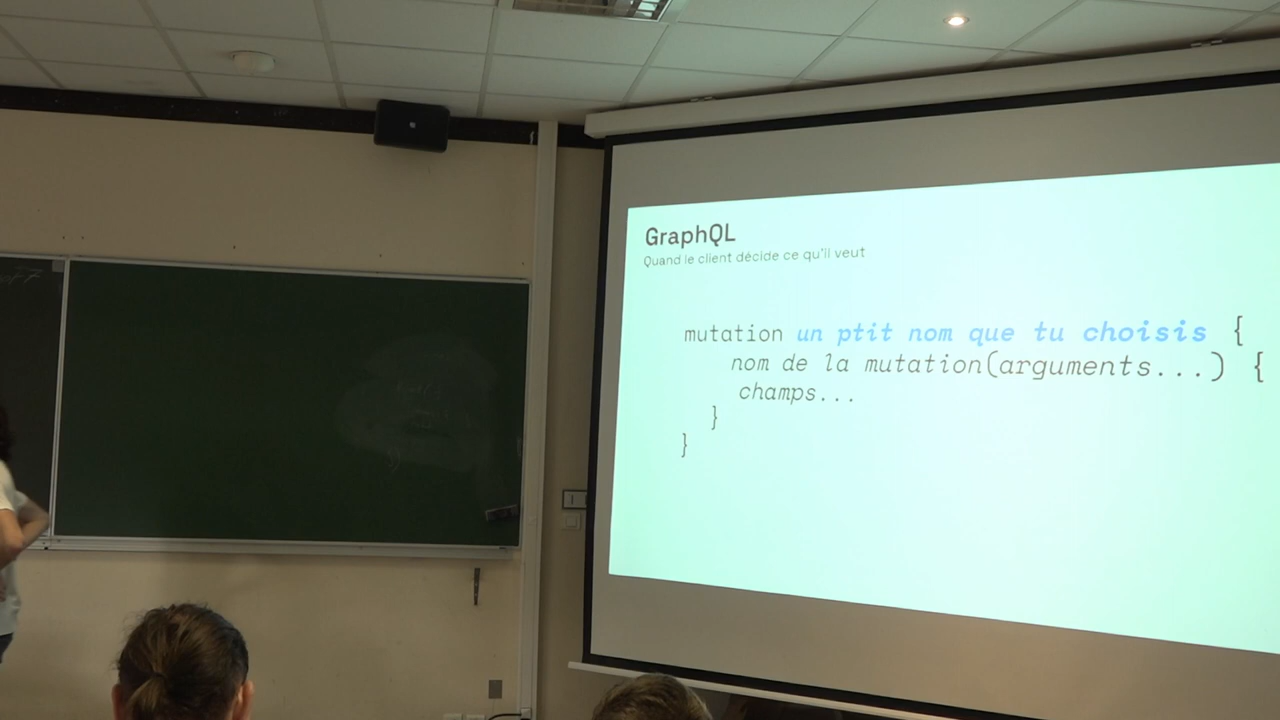 GraphQL
Quand le client décide ce qu'il veut
mutation un ptit nom que tu choisis {
nom de la mutation(arguments...) {
champs...
}
}